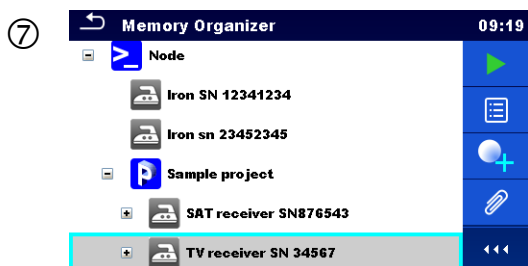 ⑦
Memory Organizer 09:19
Node
Iron SN 12341234
Iron sn 23452345
Sample project
SAT receiver SN876543
TV receiver SN 34567